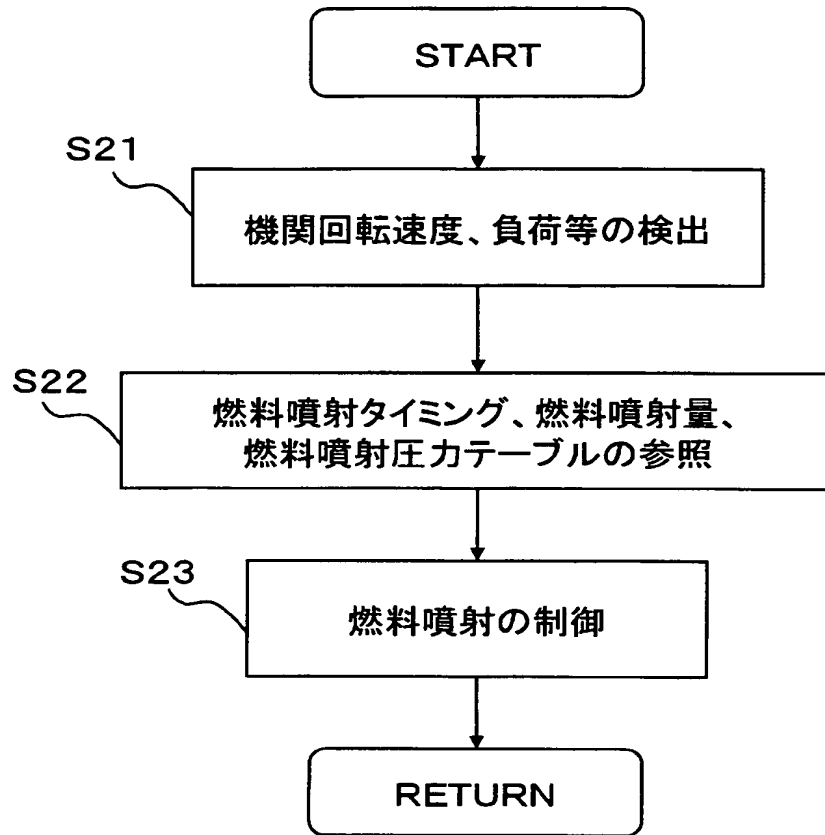 START
S21
機関回転速度、負荷等の検出
S22
燃料噴射タイミング、燃料噴射量、
燃料噴射圧力テーブルの参照
S23
燃料噴射の制御
RETURN